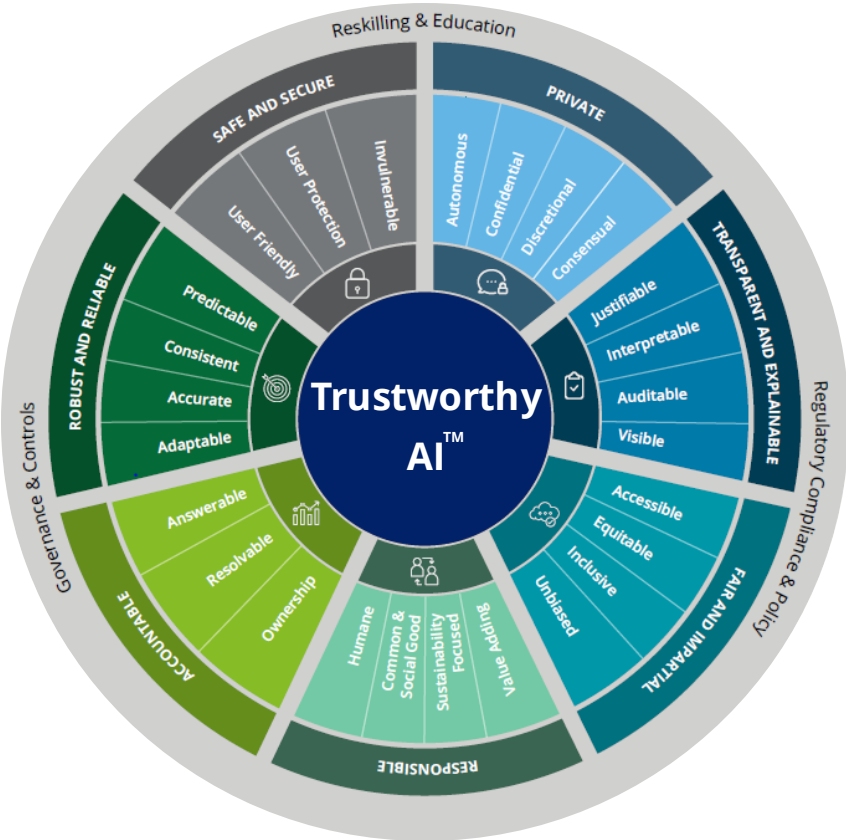 Reskilling & Education
Regulatory Compliance & Policy
Governance & Controls
Trustworthy
AI™
PRIVATE
Autonomous
Confidential
Discretional
Consensual
TRANSPARENT AND EXPLAINABLE
Justifiable
Interpretable
Auditable
Visible
FAIR AND IMPARTIAL
Accessible
Equitable
Inclusive
Unbiased
RESPONSIBLE
Humane
Common &
Social Good
Sustainability
Focused
Value Adding
ACCOUNTABLE
Answerable
Resolvable
Ownership
ROBUST AND RELIABLE
Predictable
Consistent
Accurate
Adaptable
SAFE AND SECURE
User Friendly
User Protection
Invulnerable